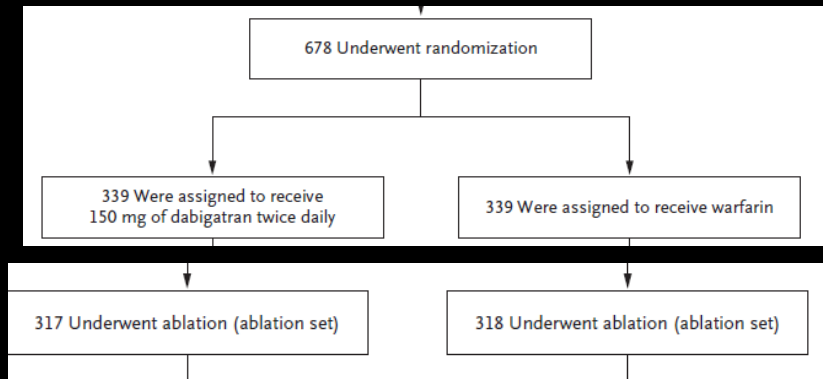 678 Underwent randomization
339 Were assigned to receive
150 mg of dabigatran twice daily
339 Were assigned to receive warfarin
317 Underwent ablation (ablation set)
318 Underwent ablation (ablation set)